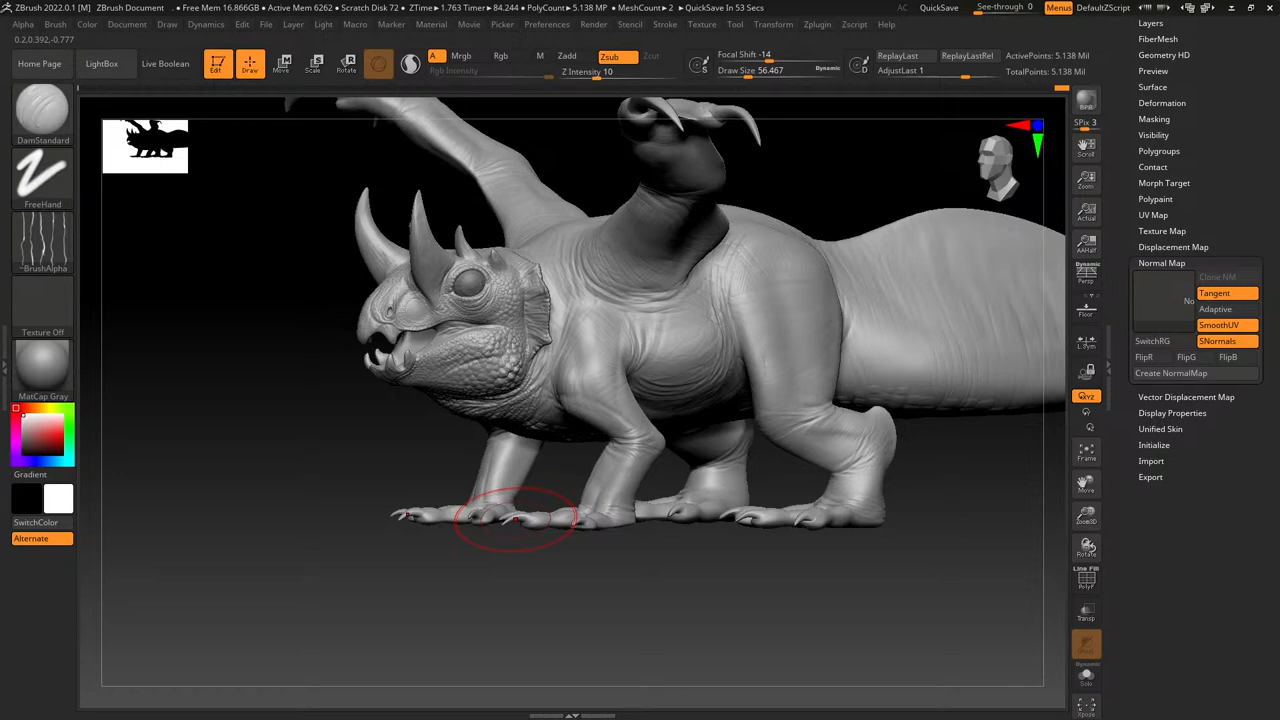 ZBrush 2022.0.1 [M] ZBrush Document . ● Free Mem 16.866GB ● Active Mem 6262 ● Scratch Disk 72 ● ZTime▸1.763 Timer▸84.244 ● PolyCount▸5.138 MP ● MeshCount▸2 ▸QuickSave In 53 Secs AC QuickSave See-through 0 Menus DefaultZScript
Alpha Brush Color Document Draw Dynamics Edit File Layer Light Macro Marker Material Movie Picker Preferences Render Stencil Stroke Texture Tool Transform Zplugin Zscript Help
0.2,0.392,-0.777
Home Page LightBox Live Boolean Edit Draw Move Scale Rotate
A Mrgb Rgb M Zadd Zsub Zcut
Rgb Intensity Z Intensity 10
S Focal Shift -14
Draw Size 56.467 Dynamic
D ReplayLast ReplayLastRel
AdjustLast 1
ActivePoints: 5.138 Mil
TotalPoints: 5.138 Mil
DamStandard
FreeHand
~BrushAlpha
Texture Off
MatCap Gray
Gradient
SwitchColor
Alternate
BPR
SPix 3
Scroll
Zoom
Actual
AAHalf
Dynamic
Persp
Floor
L.Sym
XYZ
Frame
Move
Zoom3D
Rotate
Line Fill
PolyF
Transp
Dynamic
Solo
Xpose
Layers
FiberMesh
Geometry HD
Preview
Surface
Deformation
Masking
Visibility
Polygroups
Contact
Morph Target
Polypaint
UV Map
Texture Map
Displacement Map
Normal Map
Clone NM
No
Tangent
Adaptive
SmoothUV
SwitchRG SNormals
FlipR FlipG FlipB
Create NormalMap
Vector Displacement Map
Display Properties
Unified Skin
Initialize
Import
Export